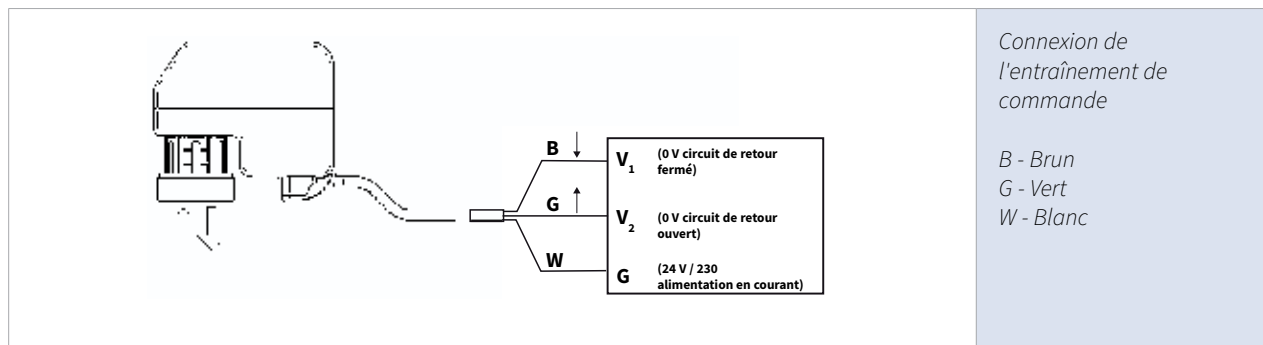 B
V1 (0 V circuit de retour
fermé)
G
V2 (0 V circuit de retour
ouvert)
W
G (24 V / 230
alimentation en courant)
Connexion de
l'entraînement de
commande
B - Brun
G - Vert
W - Blanc